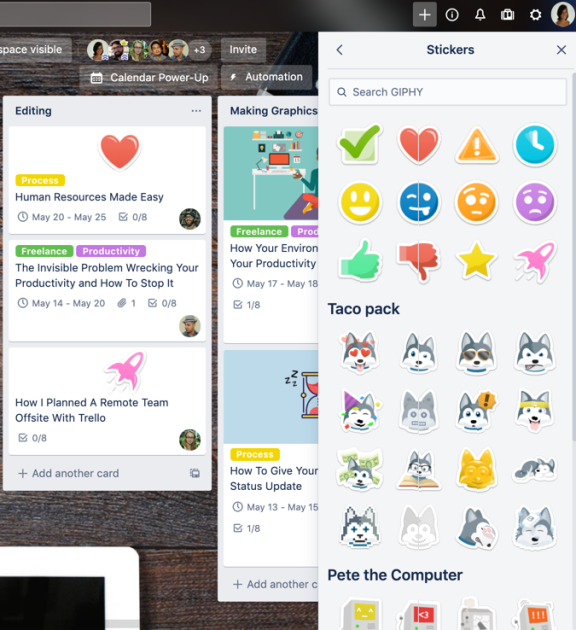 space visible
+3
Invite
Calendar Power-Up
Automation
Editing
Process
Human Resources Made Easy
May 20 - May 25
0/8
Freelance
Productivity
The Invisible Problem Wrecking Your
Productivity and How To Stop It
May 14 - May 20
1
0/8
How I Planned A Remote Team
Offsite With Trello
0/8
+ Add another card
Making Graphics
Freelance
Prod
How Your Environ
Your Productivity
May 17 - May 18
1/8
zzz
Process
How To Give Your
Status Update
May 13 - May 15
1/8
+ Add another c
Stickers
Search GIPHY
Taco pack
Pete the Computer
<3
!!!